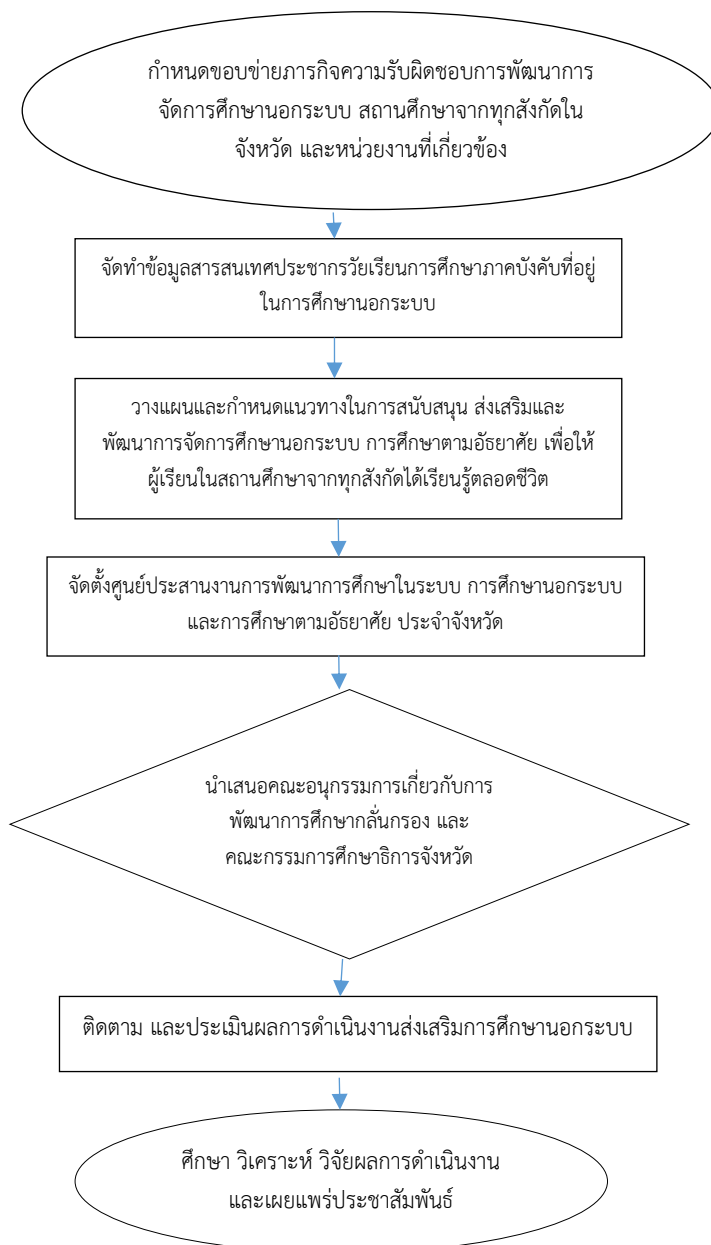 กำหนดขอบข่ายภารกิจความรับผิดชอบการพัฒนาการ
จัดการศึกษานอกระบบ สถานศึกษาจากทุกสังกัดใน
จังหวัด และหน่วยงานที่เกี่ยวข้อง
จัดทำข้อมูลสารสนเทศประชากรวัยเรียนการศึกษาภาคบังคับที่อยู่
ในการศึกษานอกระบบ
วางแผนและกำหนดแนวทางในการสนับสนุน ส่งเสริมและ
พัฒนาการจัดการศึกษานอกระบบ การศึกษาตามอัธยาศัย เพื่อให้
ผู้เรียนในสถานศึกษาจากทุกสังกัดได้เรียนรู้ตลอดชีวิต
จัดตั้งศูนย์ประสานงานการพัฒนาการศึกษาในระบบ การศึกษานอกระบบ
และการศึกษาตามอัธยาศัย ประจำจังหวัด
นำเสนอคณะอนุกรรมการเกี่ยวกับการ
พัฒนาการศึกษากลั่นกรอง และ
คณะกรรมการศึกษาธิการจังหวัด
ติดตาม และประเมินผลการดำเนินงานส่งเสริมการศึกษานอกระบบ
ศึกษา วิเคราะห์ วิจัยผลการดำเนินงาน
และเผยแพร่ประชาสัมพันธ์